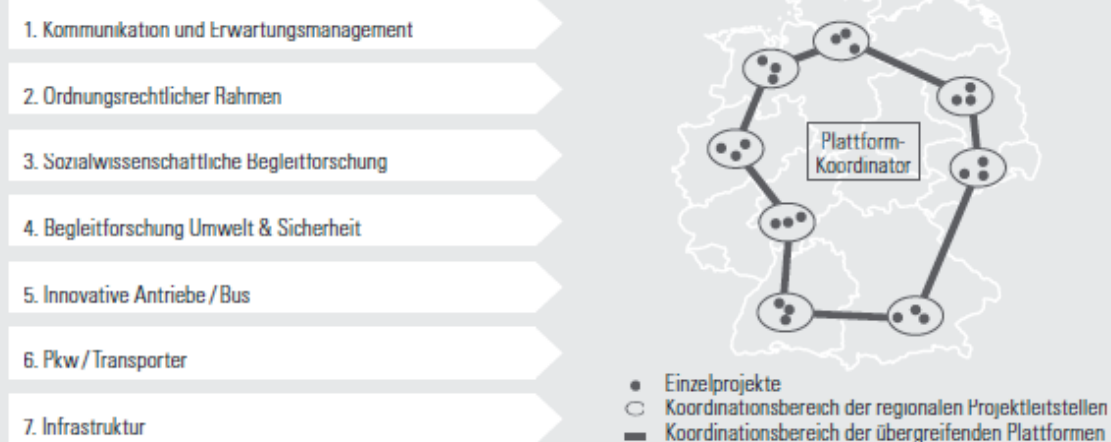 1. Kommunikation und Erwartungsmanagement
2. Ordnungsrechtlicher Rahmen
3. Sozialwissenschaftliche Begleitforschung
4. Begleitforschung Umwelt & Sicherheit
5. Innovative Antriebe / Bus
6. Pkw / Transporter
7. Infrastruktur
Plattform-
Koordinator
Einzelprojekte
Koordinationsbereich der regionalen Projektleitstellen
Koordinationsbereich der übergreifenden Plattformen